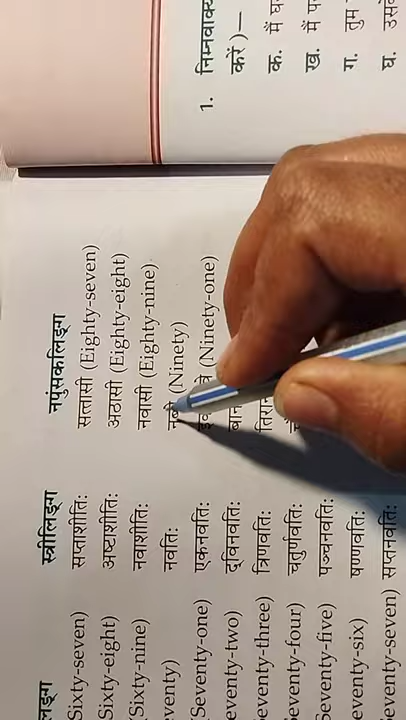 1. निम्नवाक्य
करें )—
क. मैं घ
ख. मैं प
ग. तुम
घ. उसवे
लिङ्ग स्त्रीलिङ्ग नपुंसकलिङ्ग
Sixty-seven) सप्ताशीतिः सत्तासी (Eighty-seven)
Sixty-eight) अष्टाशीतिः अठासी (Eighty-eight)
(Sixty-nine) नवाशीतिः नवासी (Eighty-nine)
eventy) नवतिः (Ninety)
(Seventy-one) एकनवतिः (Ninety-one)
eventy-two) द्विनवतिः बान
eventy-three) त्रिणवतिः तिरा
eventy-four) चतुर्णवतिः
Seventy-five) पञ्चनवतिः
eventy-six) षण्णवतिः
eventy-seven) सप्तनवतिः